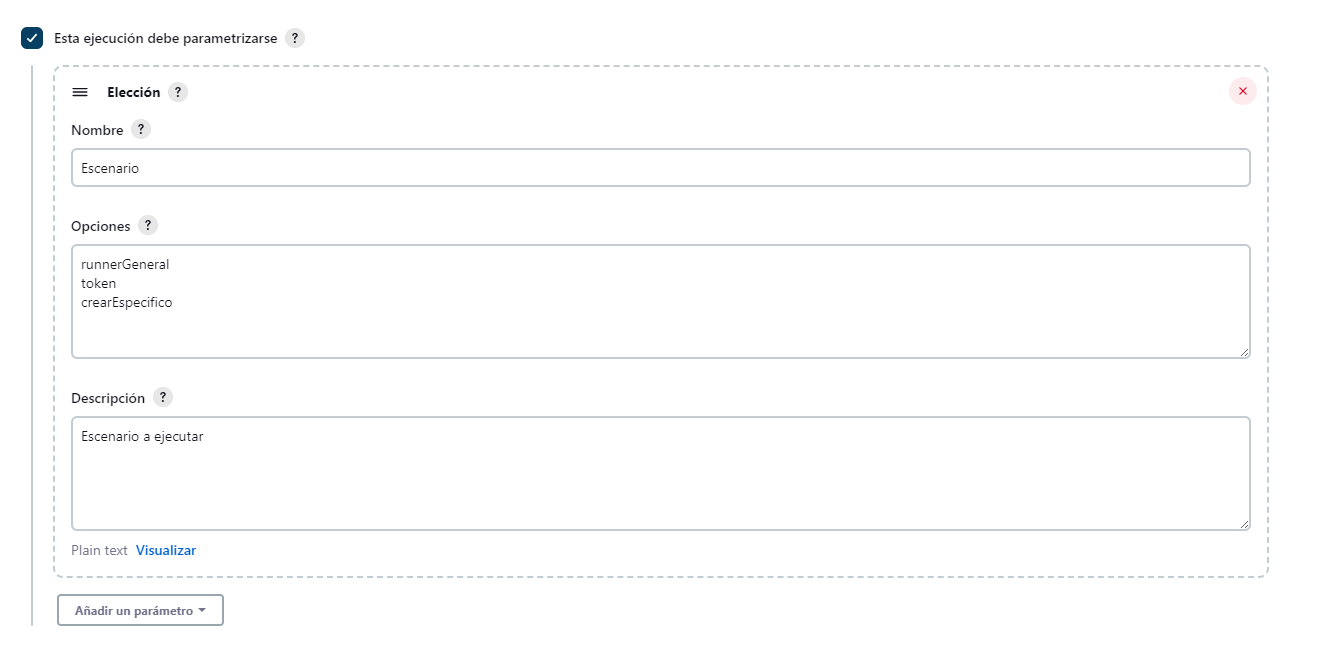 Esta ejecución debe parametrizarse ?
Elección ?
Nombre ?
Escenario
Opciones ?
runnerGeneral
token
crearEspecifico
Descripción ?
Escenario a ejecutar
Plain text Visualizar
Añadir un parámetro